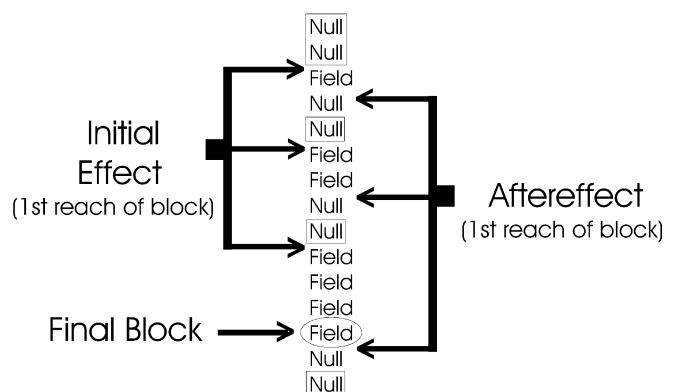 Null
Null
Field
Null
Null
Field
Field
Null
Null
Field
Field
Field
Field
Null
Null
Initial
Effect
(1st reach of block)
Aftereffect
(1st reach of block)
Final Block